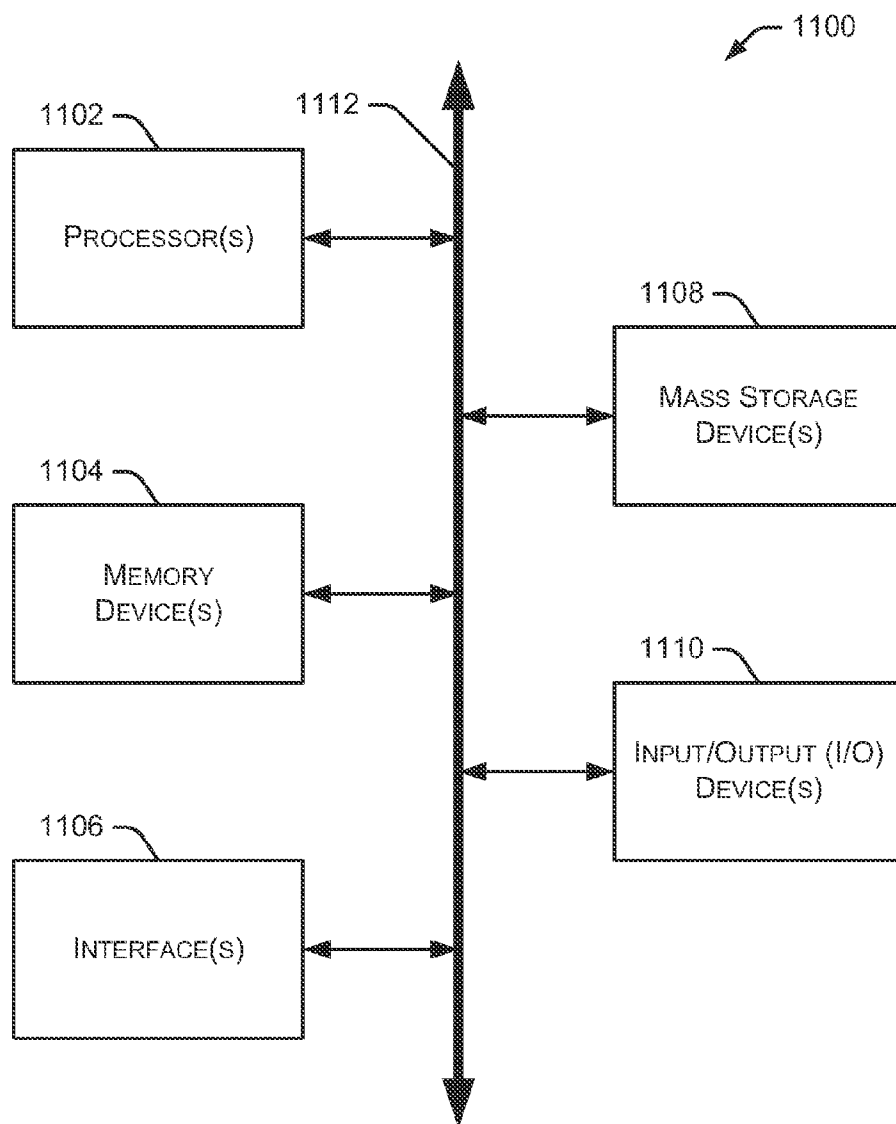 1100
1102
1112
PROCESSOR(S)
1108
MASS STORAGE
DEVICE(S)
1104
MEMORY
DEVICE(S)
1110
INPUT/OUTPUT (I/O)
DEVICE(S)
1106
INTERFACE(S)